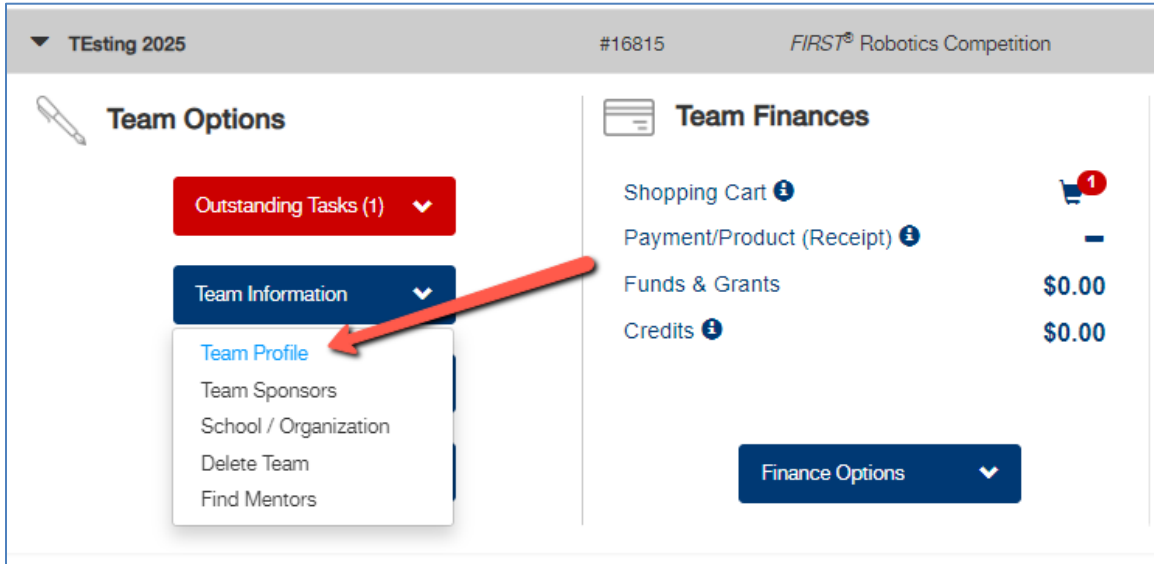 TEsting 2025 #16815 FIRST® Robotics Competition
Team Options
Outstanding Tasks (1)
Team Information
Team Profile
Team Sponsors
School / Organization
Delete Team
Find Mentors
Team Finances
Shopping Cart 1
Payment/Product (Receipt) –
Funds & Grants $0.00
Credits $0.00
Finance Options